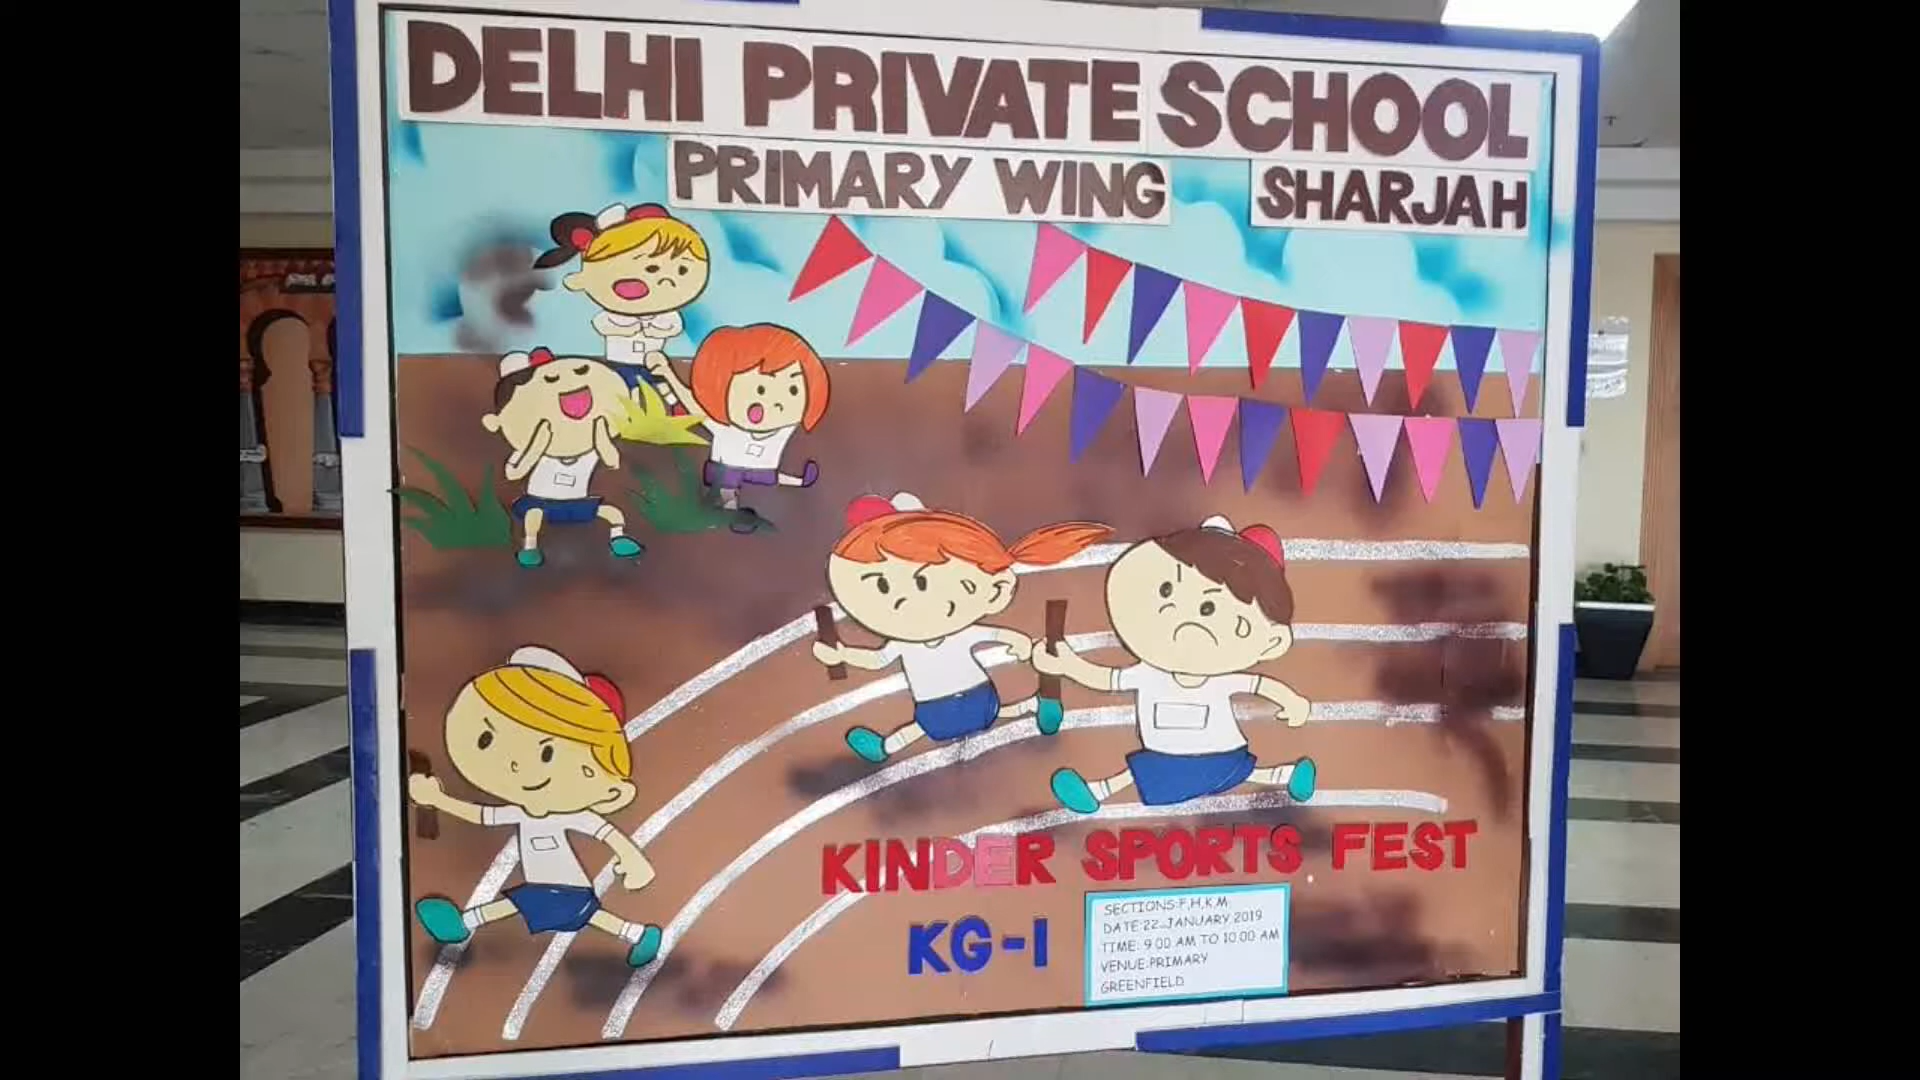 DELHI PRIVATE SCHOOL
PRIMARY WING SHARJAH
KINDER SPORTS FEST
KG-1
SECTIONS:F,H,K,M
DATE:22-JANUARY 2019
TIME: 9 00 AM TO 10 00 AM
VENUE:PRIMARY
GREENFIELD